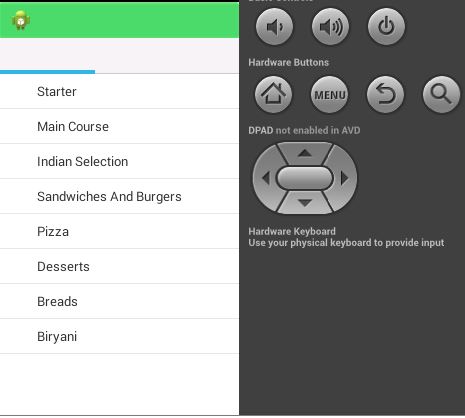 Starter
Main Course
Indian Selection
Sandwiches And Burgers
Pizza
Desserts
Breads
Biryani
Hardware Buttons
MENU
DPAD not enabled in AVD
Hardware Keyboard
Use your physical keyboard to provide input